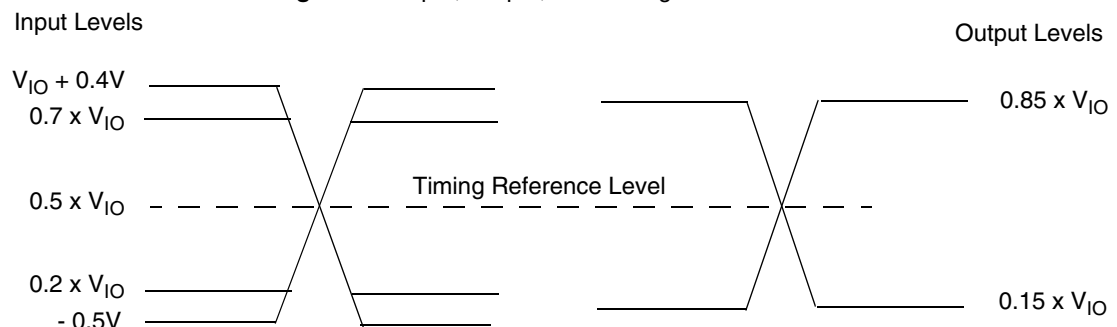 Input Levels
Output Levels
V_IO + 0.4V
0.7 x V_IO
0.85 x V_IO
0.5 x V_IO
Timing Reference Level
0.2 x V_IO
0.15 x V_IO
- 0.5V